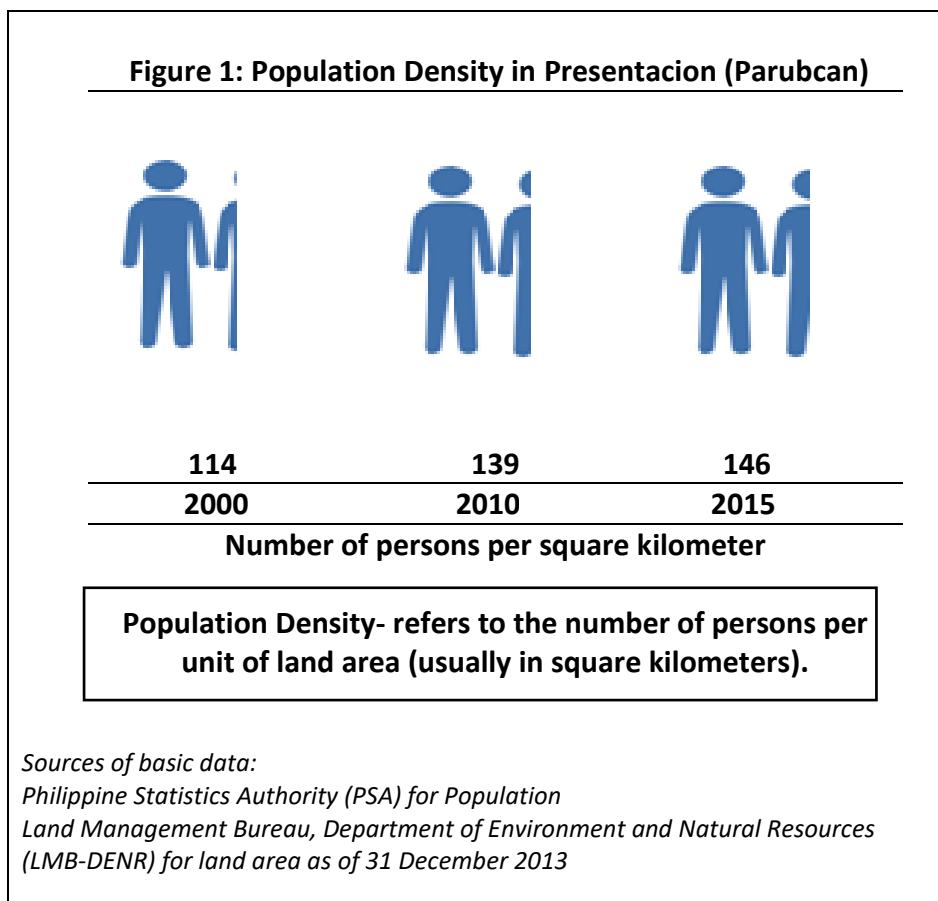 Figure 1: Population Density in Presentacion (Parubcan)
114 139 146
2000 2010 2015
Number of persons per square kilometer
Population Density- refers to the number of persons per
unit of land area (usually in square kilometers).
Sources of basic data:
Philippine Statistics Authority (PSA) for Population
Land Management Bureau, Department of Environment and Natural Resources
(LMB-DENR) for land area as of 31 December 2013